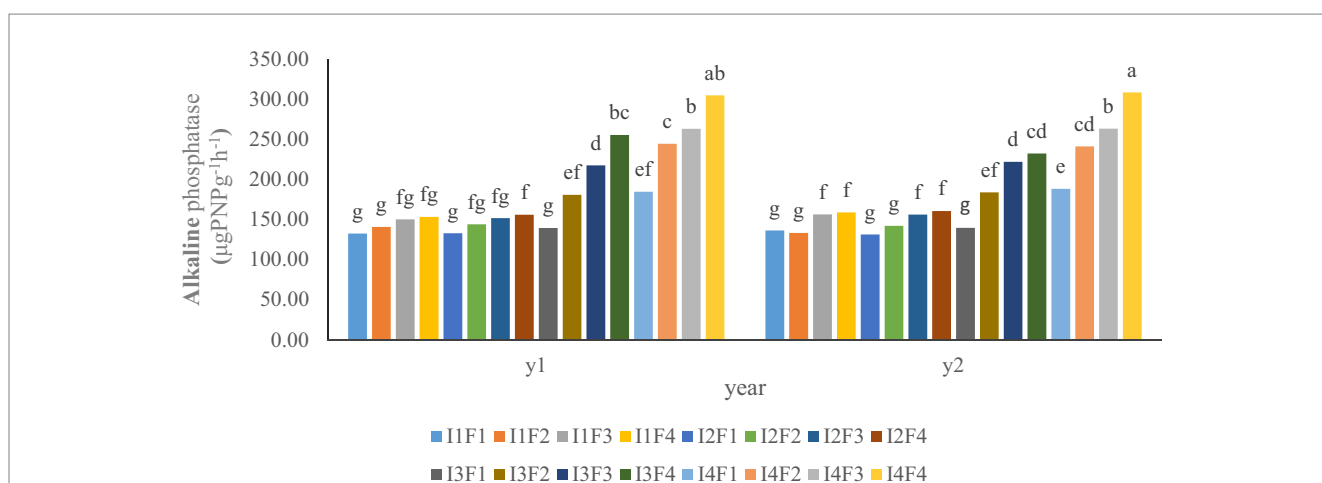 350.00
300.00
250.00
200.00
150.00
100.00
50.00
0.00
Alkaline phosphatase
(µgPNPg-1h-1)
g g fg fg g fg fg f g ef d bc ef c b ab
g g f f g g f f g ef d cd e cd b a
y1 y2
year
I1F1 I1F2 I1F3 I1F4 I2F1 I2F2 I2F3 I2F4
I3F1 I3F2 I3F3 I3F4 I4F1 I4F2 I4F3 I4F4